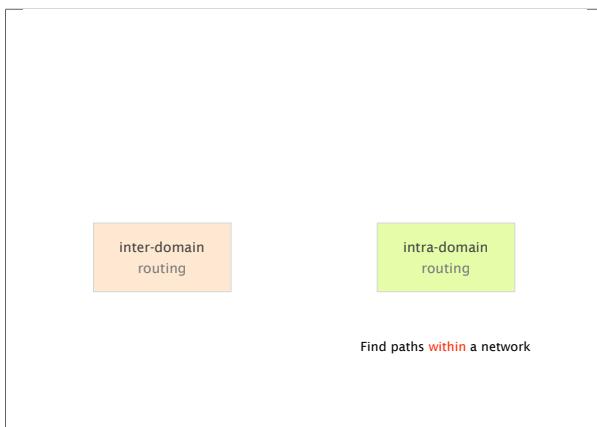 inter-domain
routing
intra-domain
routing
Find paths within a network